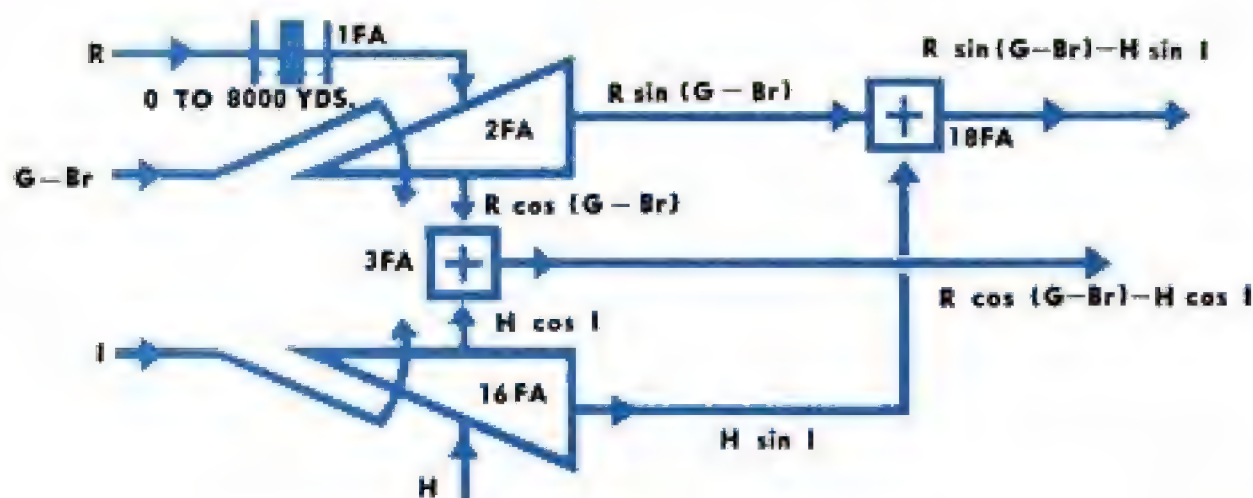 R
1FA
0 TO 8000 YDS.
R sin (G-Br)-H sin I
R sin (G - Br)
2FA
+
18FA
G-Br
R cos (G - Br)
3FA
+
R cos (G-Br)-H cos I
H cos I
I
16FA
H sin I
H